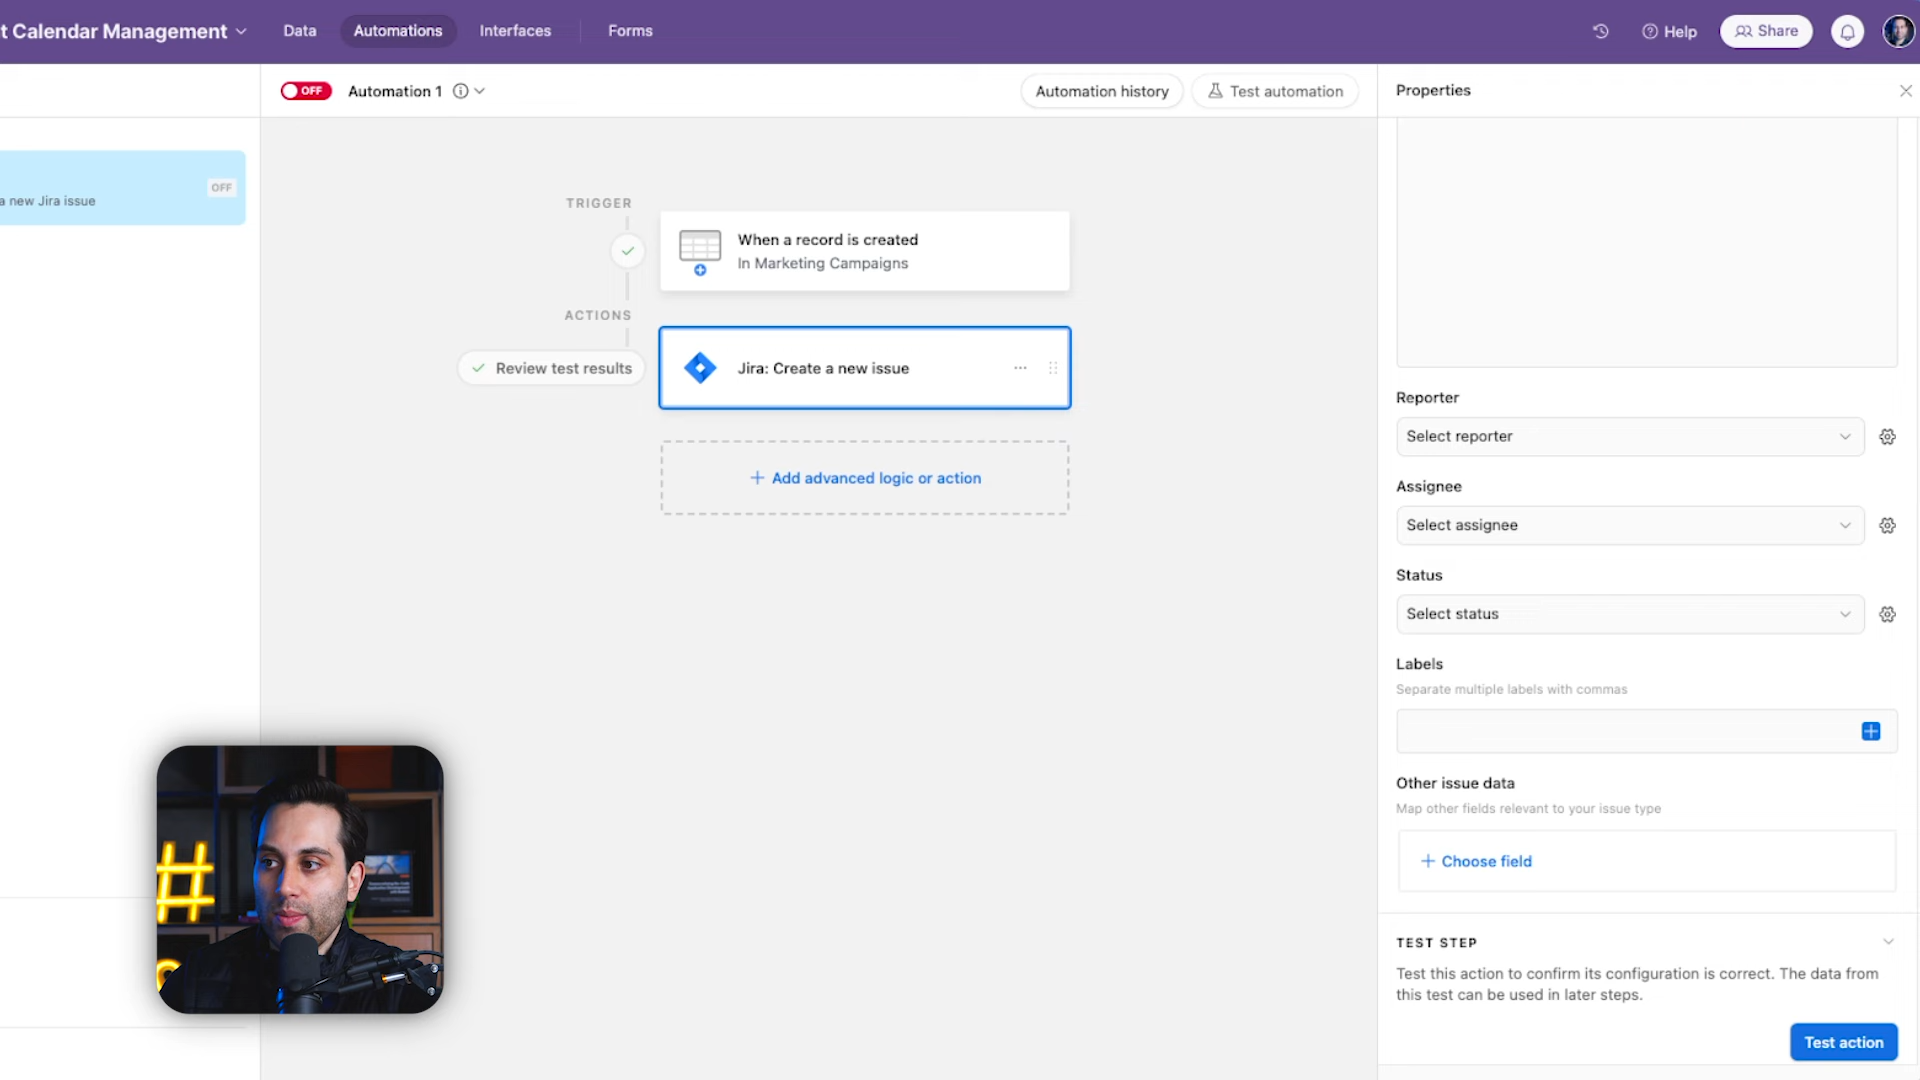 t Calendar Management
Data
Automations
Interfaces
Forms
Help
Share
OFF
Automation 1
Automation history
Test automation
Properties
OFF
a new Jira issue
TRIGGER
When a record is created
In Marketing Campaigns
ACTIONS
Review test results
Jira: Create a new issue
Add advanced logic or action
Reporter
Select reporter
Assignee
Select assignee
Status
Select status
Labels
Separate multiple labels with commas
Other issue data
Map other fields relevant to your issue type
Choose field
TEST STEP
Test this action to confirm its configuration is correct. The data from
this test can be used in later steps.
Test action
#